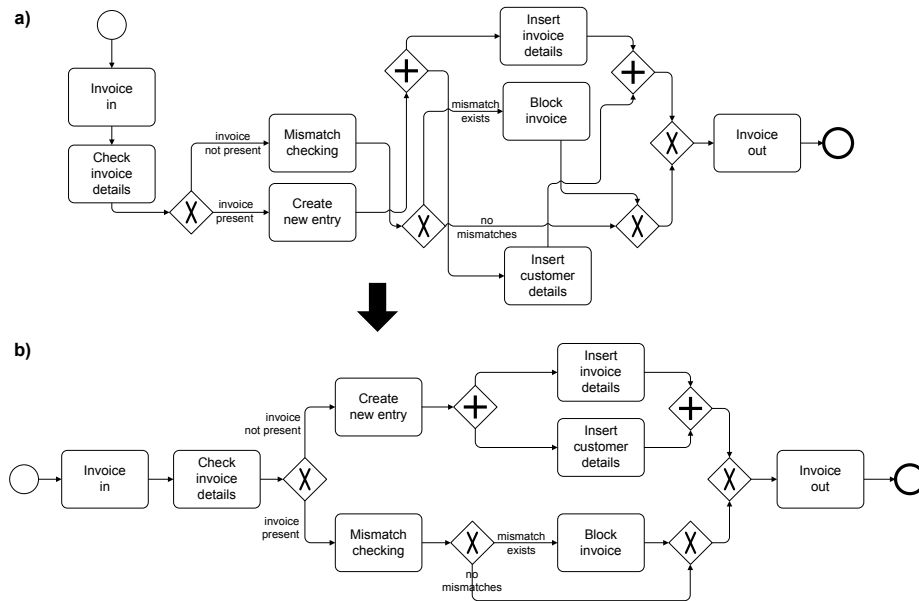 a)
Invoice
in
Check
invoice
details
invoice
not present
invoice
present
Mismatch
checking
Create
new entry
Insert
invoice
details
mismatch
exists
Block
invoice
no
mismatches
Insert
customer
details
Invoice
out
b)
Invoice
in
Check
invoice
details
invoice
not present
invoice
present
Create
new entry
Insert
invoice
details
Insert
customer
details
Mismatch
checking
mismatch
exists
no
mismatches
Block
invoice
Invoice
out